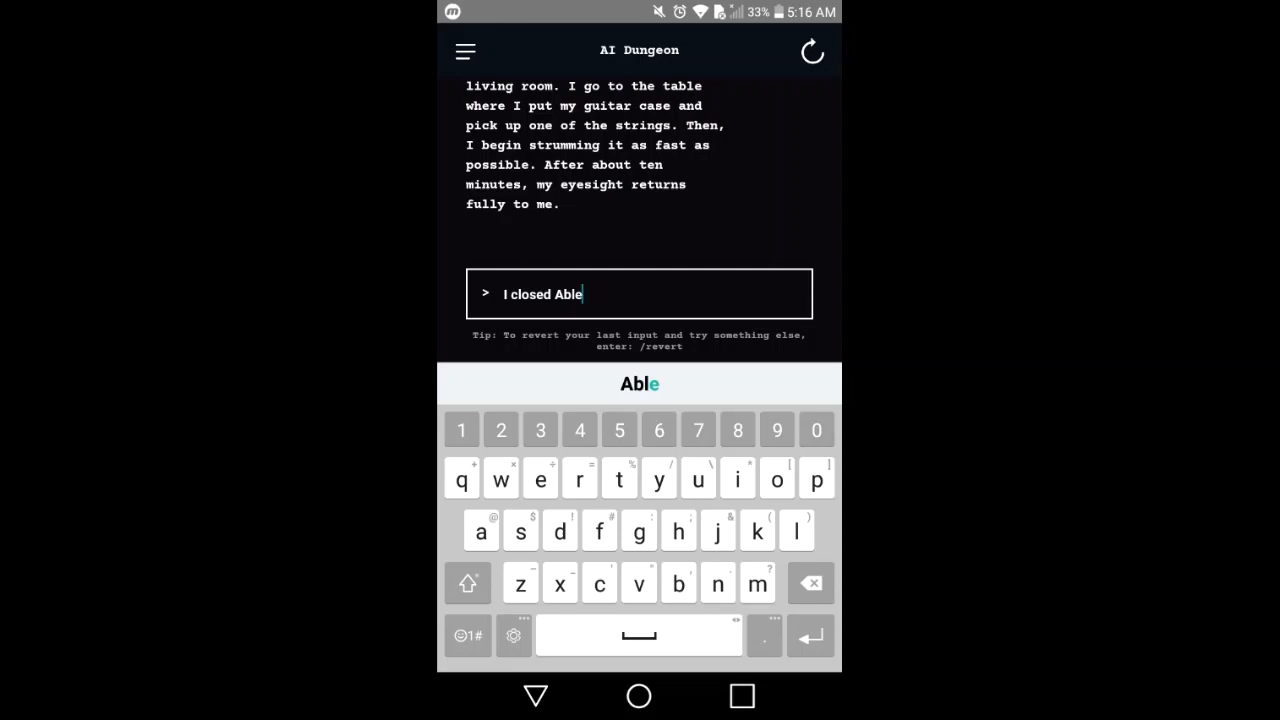 33% 5:16 AM
AI Dungeon
living room. I go to the table
where I put my guitar case and
pick up one of the strings. Then,
I begin strumming it as fast as
possible. After about ten
minutes, my eyesight returns
fully to me.
> I closed Able
Tip: To revert your last input and try something else,
enter: /revert
Able
1 2 3 4 5 6 7 8 9 0
q w e r t y u i o p
a s d f g h j k l
z x c v b n m
1# .